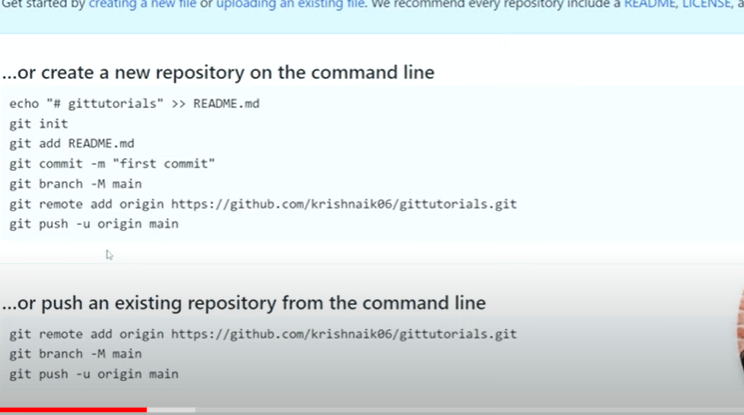 Get started by creating a new file or uploading an existing file. We recommend every repository include a README, LICENSE, a
...or create a new repository on the command line
echo "# gittutorials" >> README.md
git init
git add README.md
git commit -m "first commit"
git branch -M main
git remote add origin https://github.com/krishnaik06/gittutorials.git
git push -u origin main
...or push an existing repository from the command line
git remote add origin https://github.com/krishnaik06/gittutorials.git
git branch -M main
git push -u origin main